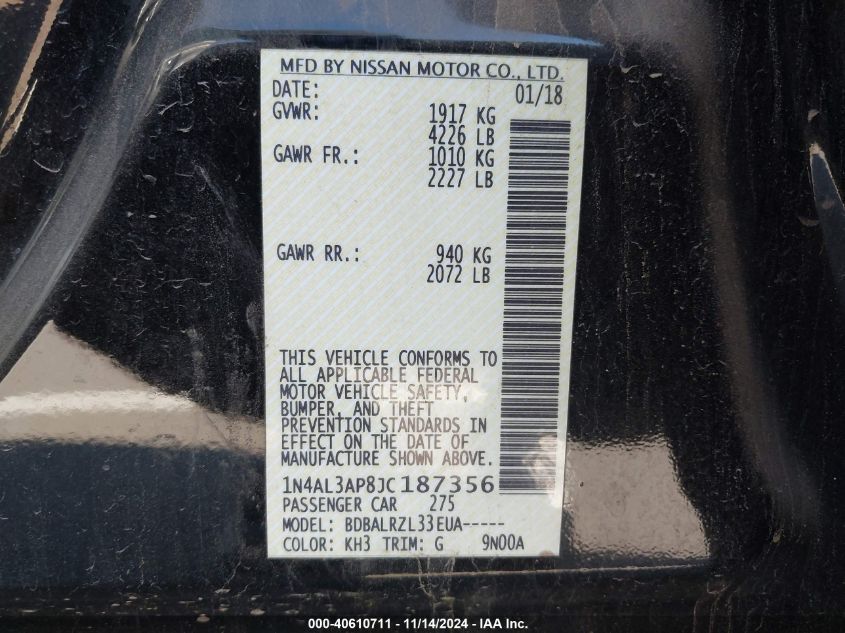 MFD BY NISSAN MOTOR CO., LTD.
DATE: 01/18
GVWR: 1917 KG
4226 LB
GAWR FR.: 1010 KG
2227 LB
GAWR RR.: 940 KG
2072 LB
THIS VEHICLE CONFORMS TO
ALL APPLICABLE FEDERAL
MOTOR VEHICLE SAFETY,
BUMPER, AND THEFT
PREVENTION STANDARDS IN
EFFECT ON THE DATE OF
MANUFACTURE SHOWN ABOVE.
1N4AL3AP8JC187356
PASSENGER CAR 275
MODEL: BDBALRZL33EUA-----
COLOR: KH3 TRIM: G 9N00A
000-40610711 - 11/14/2024 - IAA Inc.